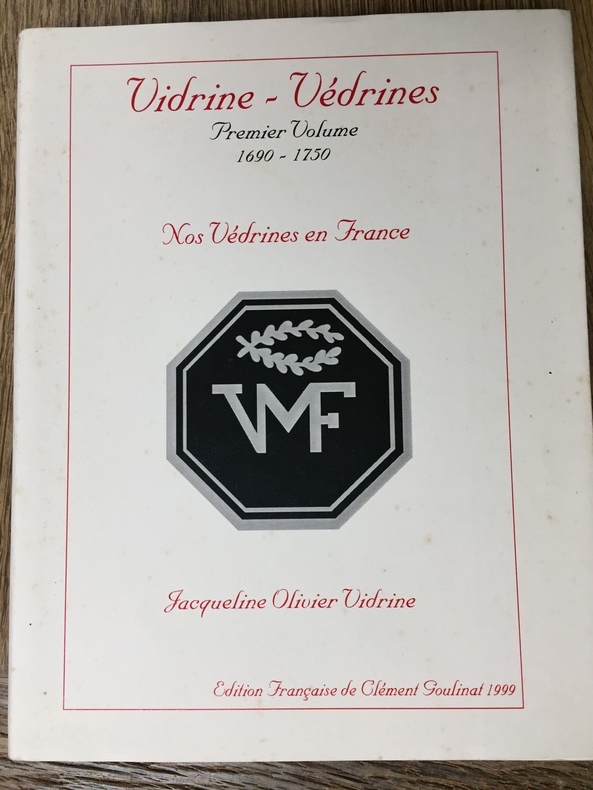 Vidrine - Védrines
Premier Volume
1690 - 1750
Nos Védrines en France
VMF
Jacqueline Olivier Vidrine
Edition Française de Clément Goulinat 1999